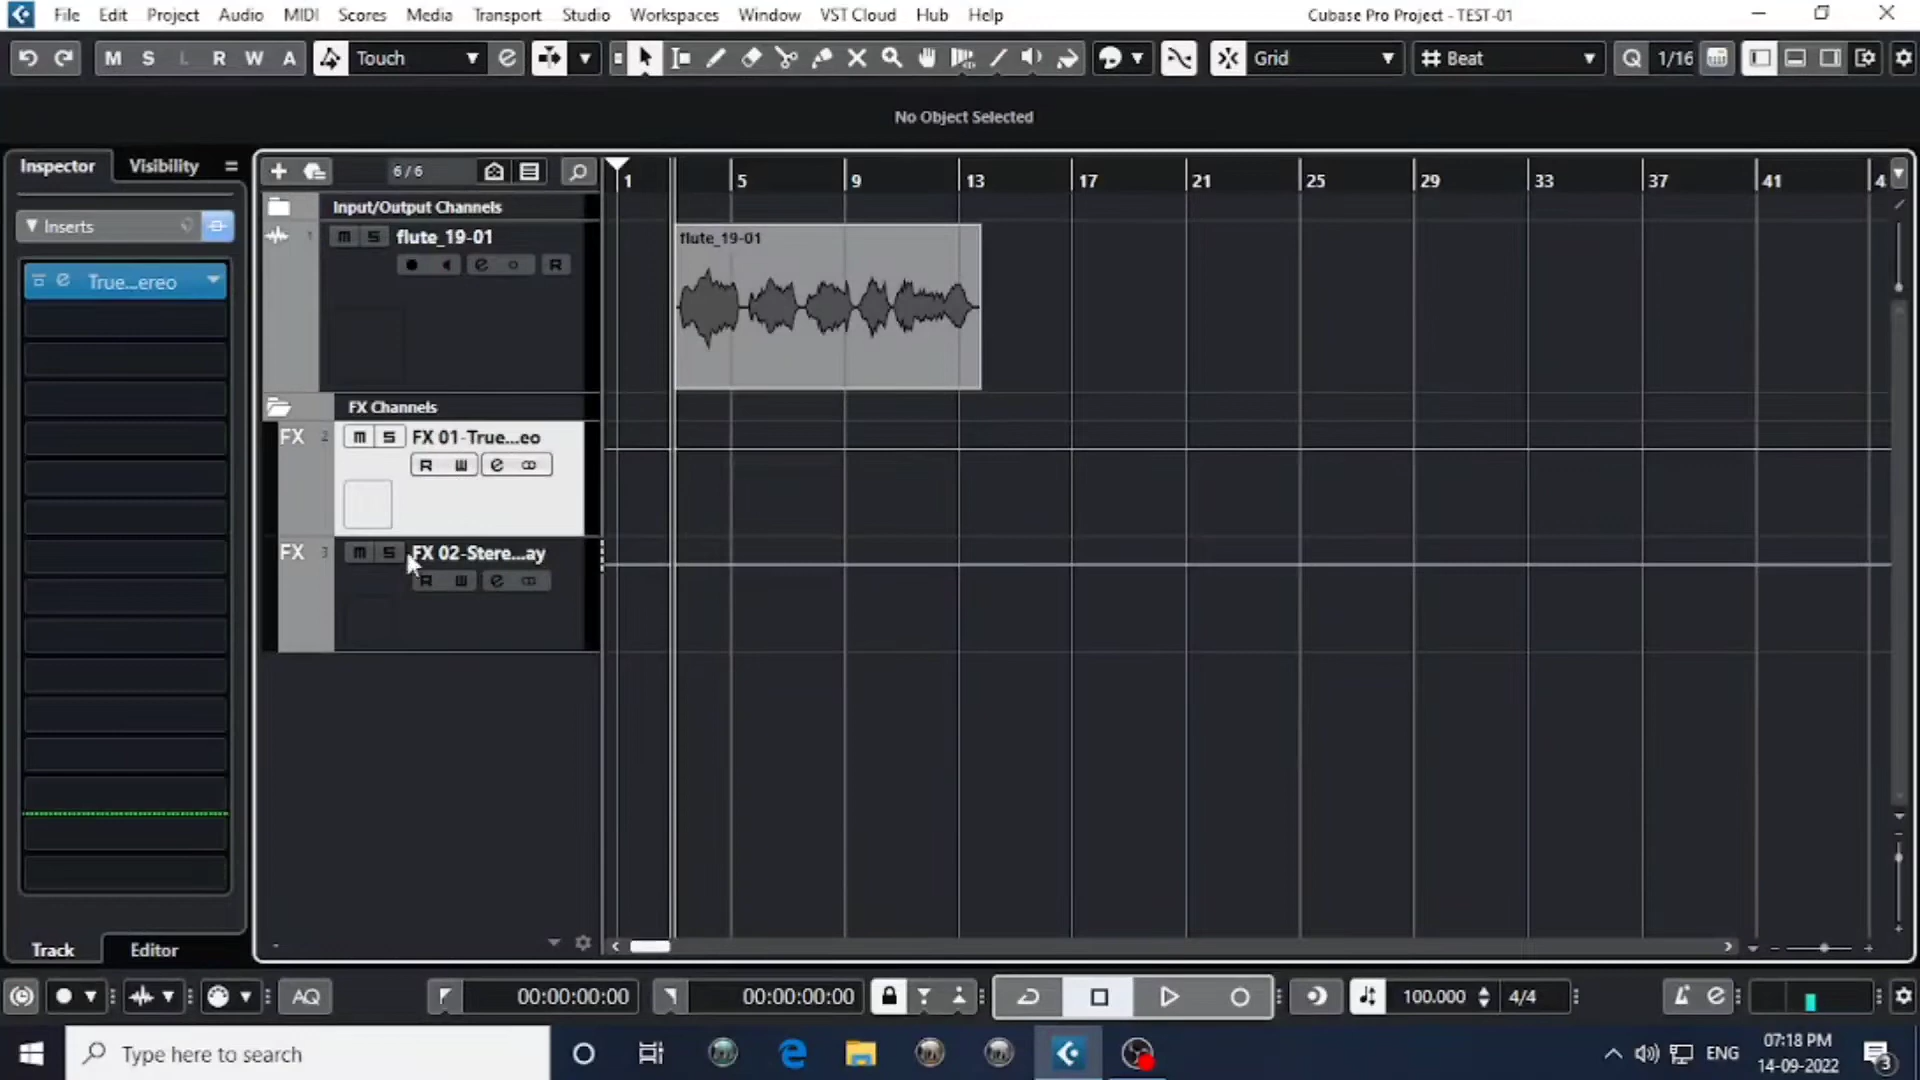 File Edit Project Audio MIDI Scores Media Transport Studio Workspaces Window VST Cloud Hub Help Cubase Pro Project - TEST-01
M S L R W A Touch Grid Beat Q 1/16
No Object Selected
Inspector Visibility 6/6 1 5 9 13 17 21 25 29 33 37 41 4
Input/Output Channels
Inserts
1 m S flute_19-01 flute_19-01
R
True...ereo
FX Channels
FX 2 m S FX 01-True...eo
R W
FX 3 m S FX 02-Stere...ay
R W
Track Editor
AQ 00:00:00:00 00:00:00:00 100.000 4/4
Type here to search ENG 07:18 PM
14-09-2022 3